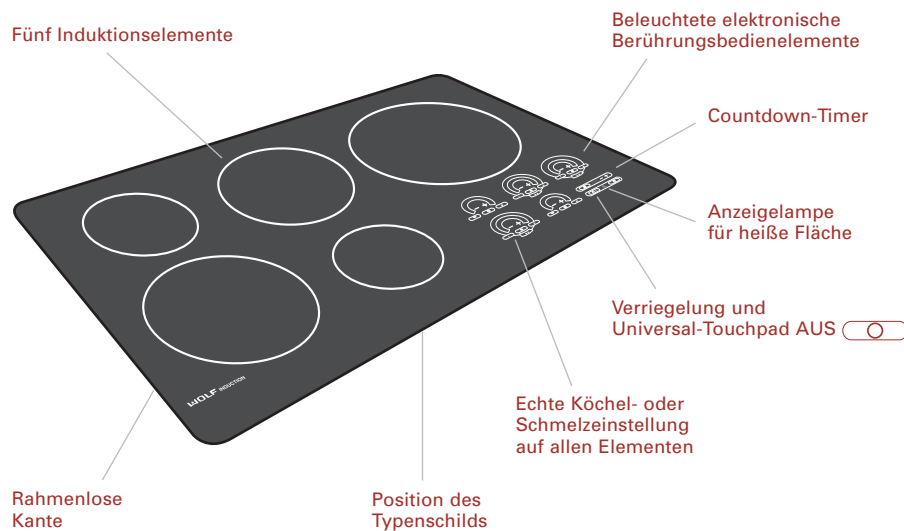 Fünf Induktionselemente
Beleuchtete elektronische
Berührungsbedienelemente
Countdown-Timer
Anzeigelampe
für heiße Fläche
Verriegelung und
Universal-Touchpad AUS
Echte Köchel- oder
Schmelzeinstellung
auf allen Elementen
WOLF INDUCTION
Rahmenlose
Kante
Position des
Typenschilds